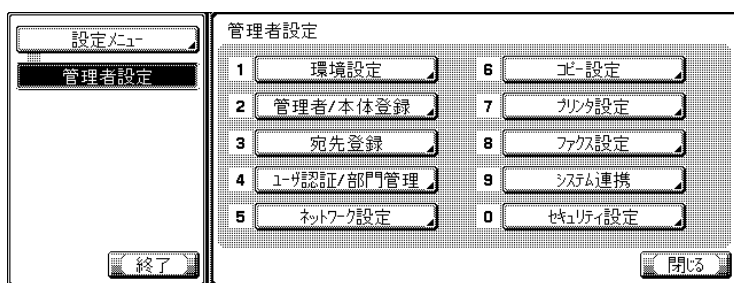 設定メニュー
管理者設定
終了
管理者設定
1 環境設定
2 管理者/本体登録
3 宛先登録
4 ユーザ認証/部門管理
5 ネットワーク設定
6 コピー設定
7 プリンタ設定
8 ファクス設定
9 システム連携
0 セキュリティ設定
閉じる